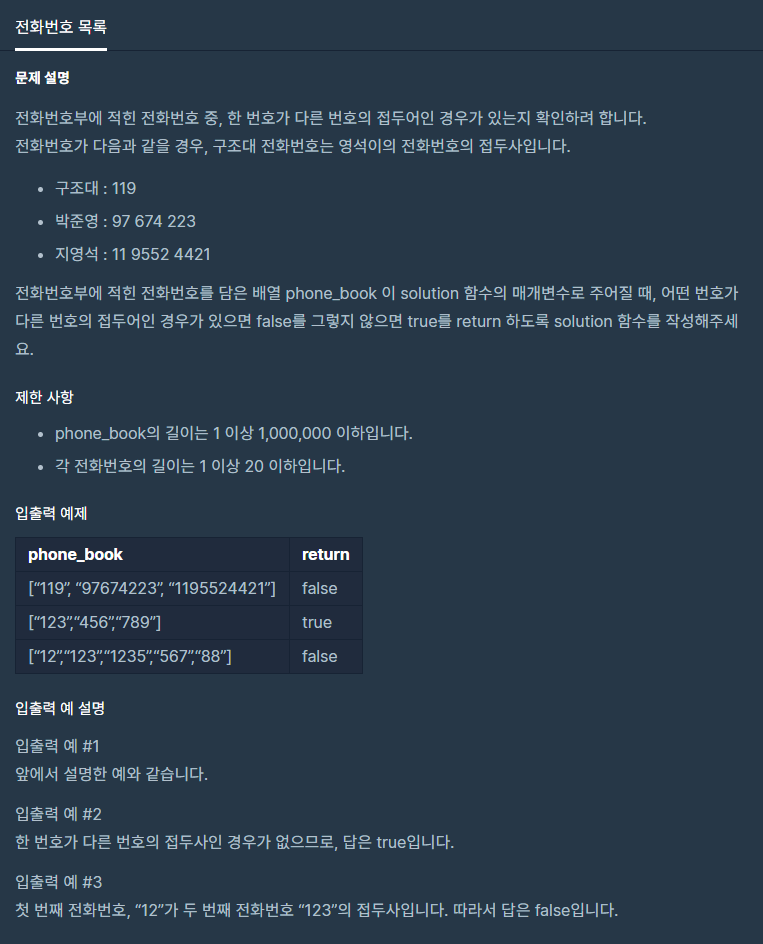 전화번호 목록
문제 설명
전화번호부에 적힌 전화번호 중, 한 번호가 다른 번호의 접두어인 경우가 있는지 확인하려 합니다.
전화번호가 다음과 같을 경우, 구조대 전화번호는 영석이의 전화번호의 접두사입니다.
• 구조대 : 119
• 박준영 : 97 674 223
• 지영석 : 11 9552 4421
전화번호부에 적힌 전화번호를 담은 배열 phone_book 이 solution 함수의 매개변수로 주어질 때, 어떤 번호가
다른 번호의 접두어인 경우가 있으면 false를 그렇지 않으면 true를 return 하도록 solution 함수를 작성해주세
요.
제한 사항
• phone_book의 길이는 1 이상 1,000,000 이하입니다.
• 각 전화번호의 길이는 1 이상 20 이하입니다.
입출력 예제
phone_book return
[“119”, “97674223”, “1195524421”] false
[“123”,“456”,“789”] true
[“12”,“123”,“1235”,“567”,“88”] false
입출력 예 설명
입출력 예 #1
앞에서 설명한 예와 같습니다.
입출력 예 #2
한 번호가 다른 번호의 접두사인 경우가 없으므로, 답은 true입니다.
입출력 예 #3
첫 번째 전화번호, “12”가 두 번째 전화번호 “123”의 접두사입니다. 따라서 답은 false입니다.